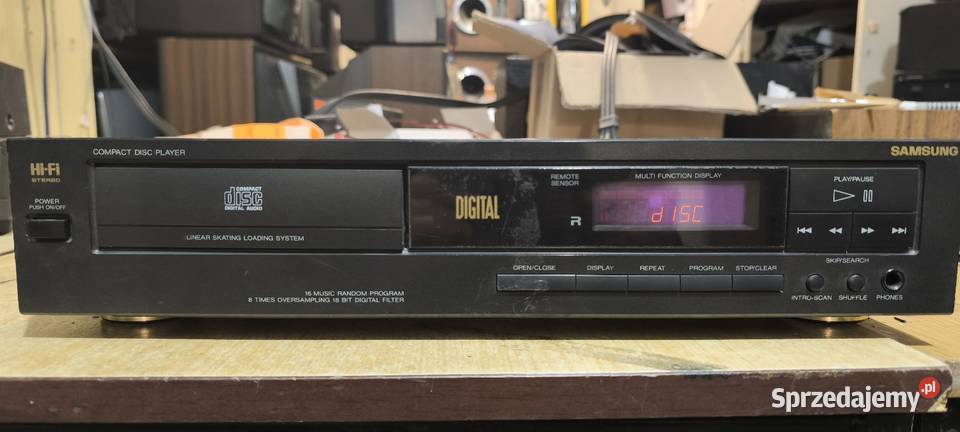 COMPACT DISC PLAYER
SAMSUNG
Hi-Fi
STEREO
POWER
PUSH ON/OFF
COMPACT
disc
DIGITAL AUDIO
LINEAR SKATING LOADING SYSTEM
DIGITAL
REMOTE
SENSOR
R
MULTI FUNCTION DISPLAY
dISC
PLAY/PAUSE
SKIP/SEARCH
OPEN/CLOSE DISPLAY REPEAT PROGRAM STOP/CLEAR
16 MUSIC RANDOM PROGRAM
8 TIMES OVERSAMPLING 18 BIT DIGITAL FILTER
INTRO-SCAN SHUFFLE PHONES
Sprzedajemy.pl